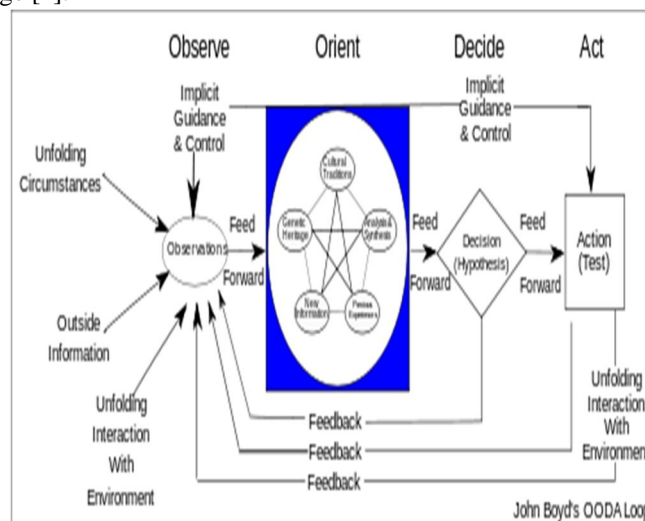 Observe Orient Decide Act
Implicit
Guidance
& Control
Implicit
Guidance
& Control
Unfolding
Circumstances
Observations
Feed
Forward
Cultural
Traditions
Genetic
Heritage
Analysis &
Synthesis
New
Information
Previous
Experiences
Feed
Forward
Decision
(Hypothesis)
Feed
Forward
Action
(Test)
Outside
Information
Unfolding
Interaction
With
Environment
Feedback
Feedback
Feedback
Unfolding
Interaction
With
Environmen
John Boyd's OODA Loop